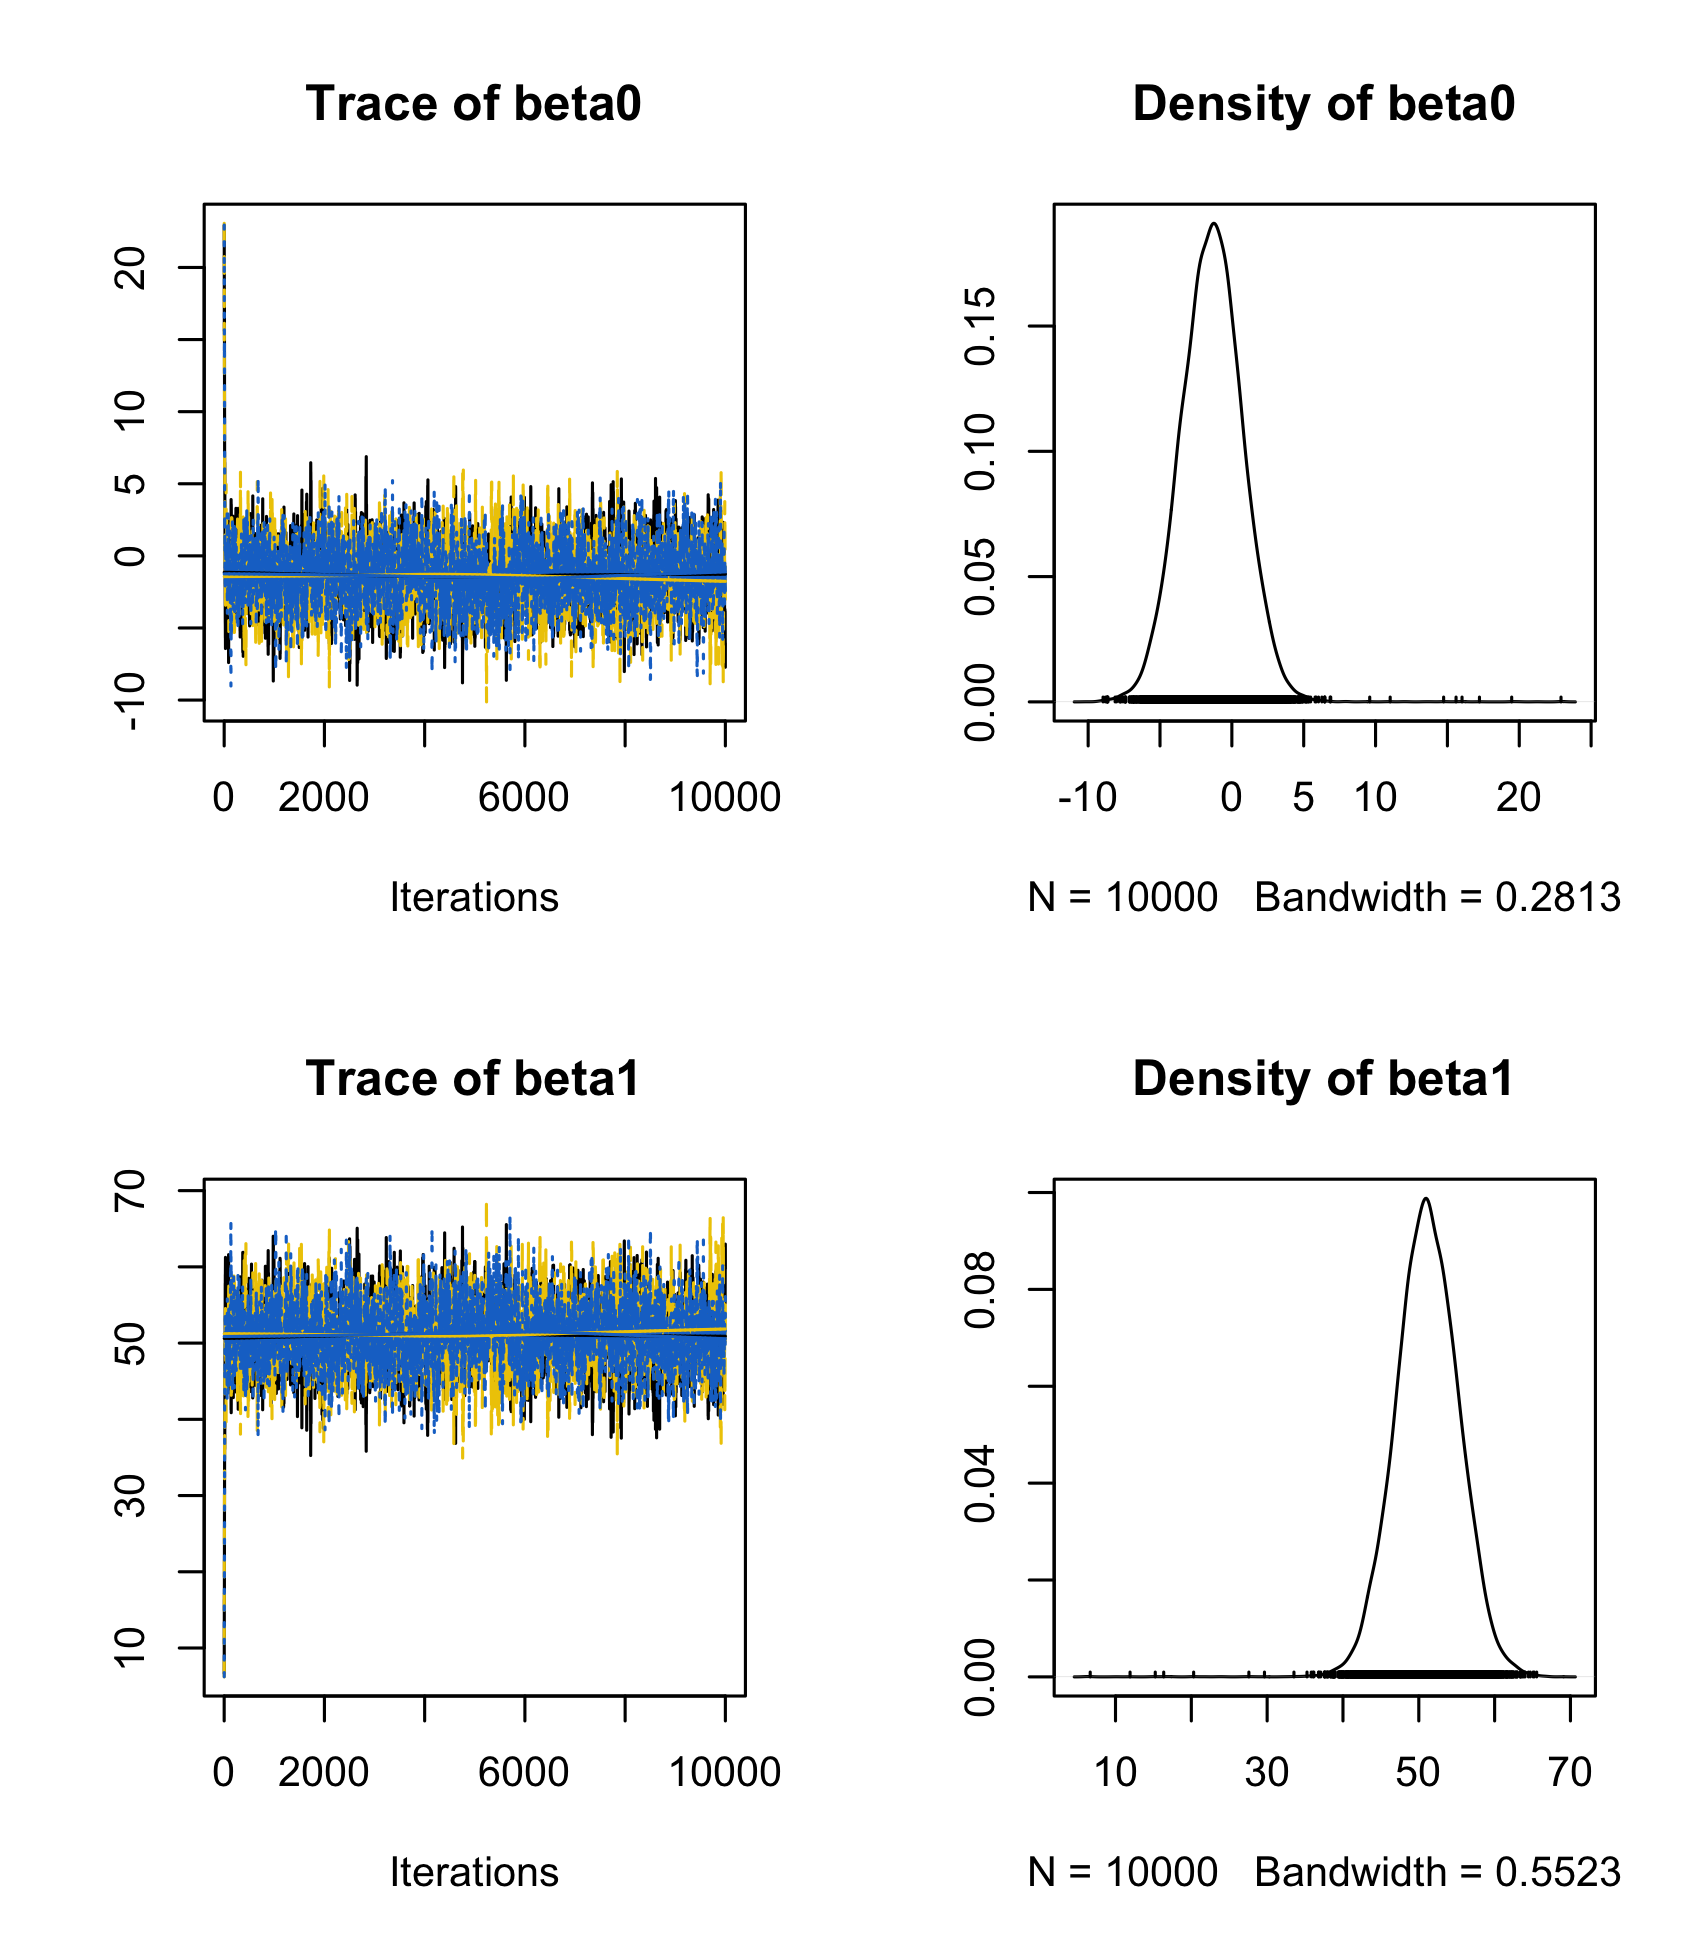 Trace of beta0
20
10
5
0
-10
0 2000 6000 10000
Iterations
Density of beta0
0.15
0.10
0.05
0.00
-10 0 5 10 20
N = 10000 Bandwidth = 0.2813
Trace of beta1
70
50
30
10
0 2000 6000 10000
Iterations
Density of beta1
0.08
0.04
0.00
10 30 50 70
N = 10000 Bandwidth = 0.5523